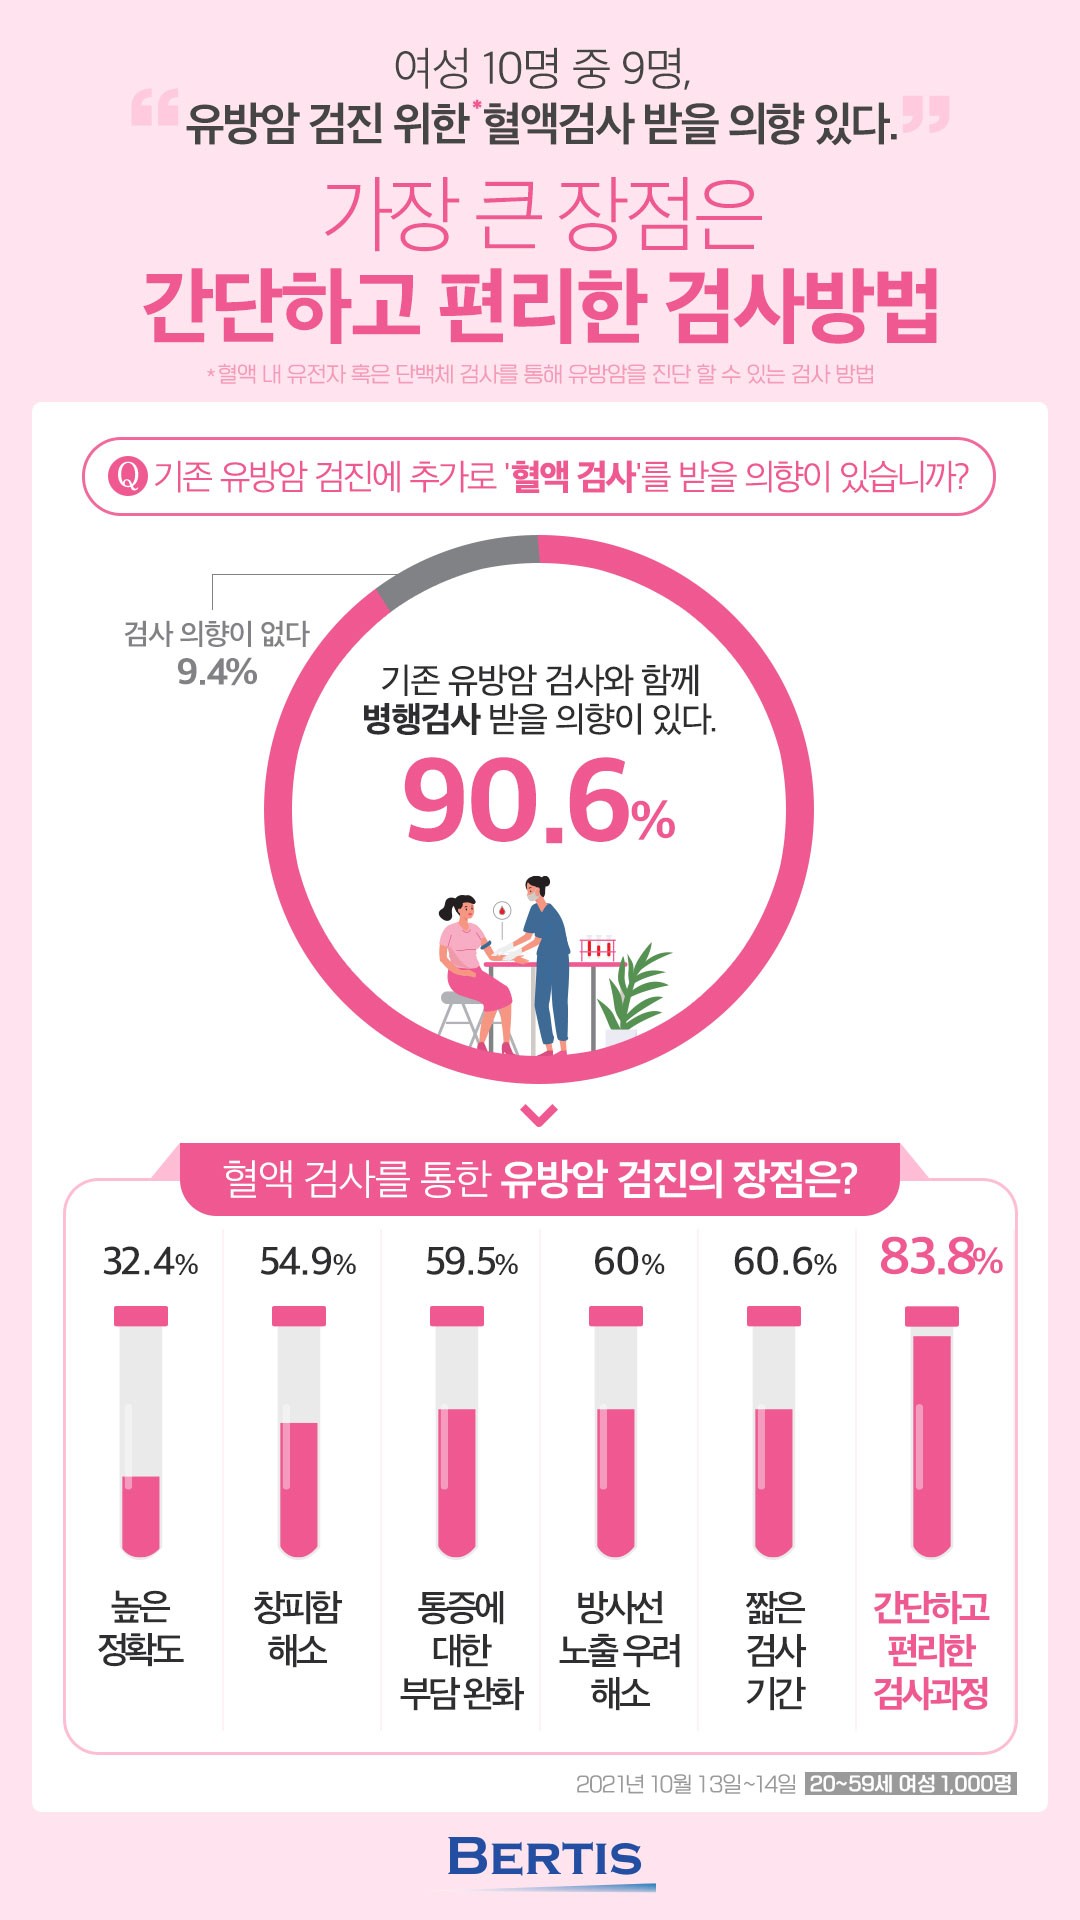 여성 10명 중 9명,
“유방암 검진 위한*혈액검사 받을 의향 있다.”
가장 큰 장점은
간단하고 편리한 검사방법
*혈액 내 유전자 혹은 단백체 검사를 통해 유방암을 진단 할 수 있는 검사 방법
Q 기존 유방암 검진에 추가로 '혈액 검사'를 받을 의향이 있습니까?
검사 의향이 없다
9.4%
기존 유방암 검사와 함께
병행검사 받을 의향이 있다.
90.6%
혈액 검사를 통한 유방암 검진의 장점은?
32.4%
높은
정확도
54.9%
창피함
해소
59.5%
통증에
대한
부담 완화
60%
방사선
노출 우려
해소
60.6%
짧은
검사
기간
83.8%
간단하고
편리한
검사과정
2021년 10월 13일~14일 20~59세 여성 1,000명
BERTIS